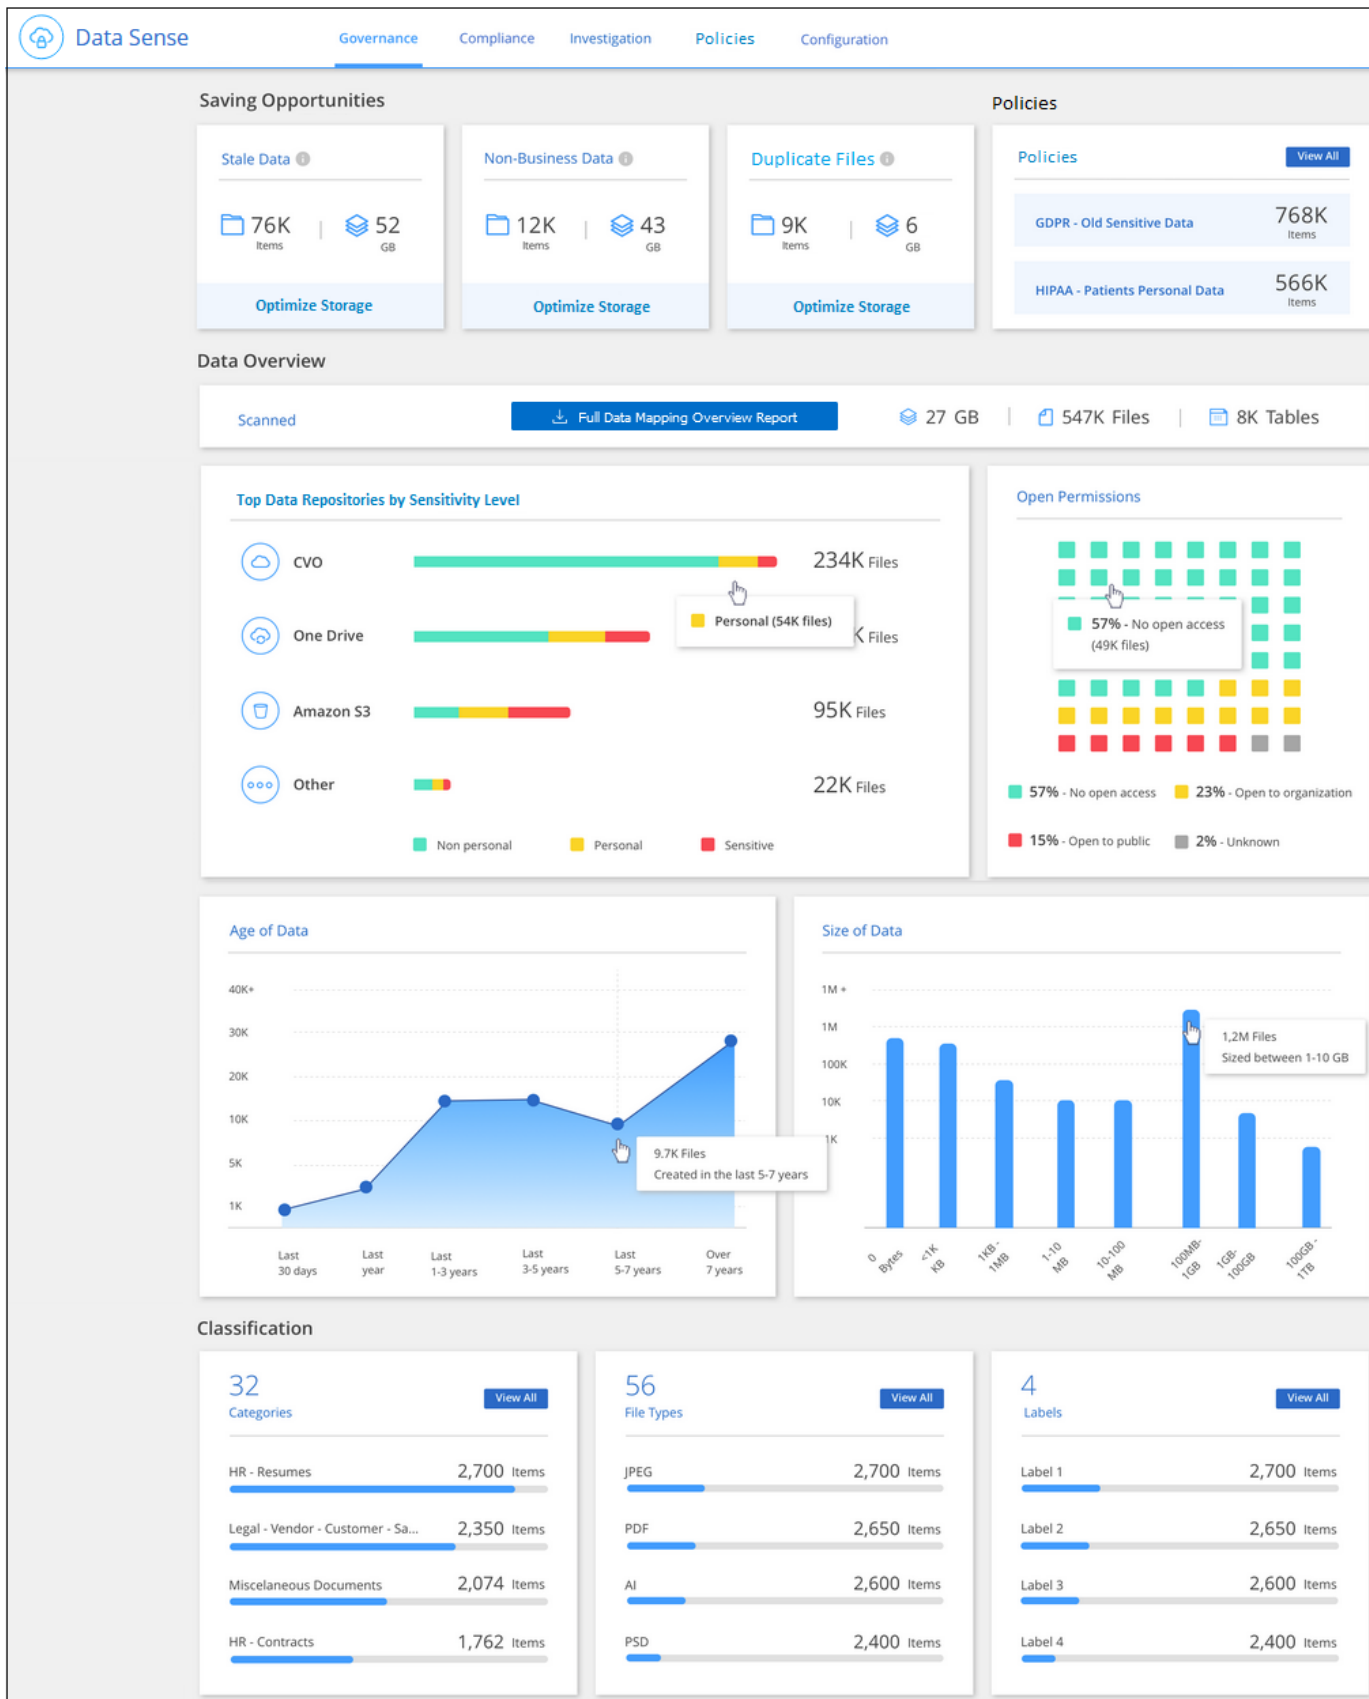 Data Sense
Governance Compliance Investigation Policies Configuration
Saving Opportunities
Policies
Stale Data
76K Items | 52 GB
Optimize Storage
Non-Business Data
12K Items | 43 GB
Optimize Storage
Duplicate Files
9K Items | 6 GB
Optimize Storage
Policies View All
GDPR - Old Sensitive Data 768K Items
HIPAA - Patients Personal Data 566K Items
Data Overview
Scanned Full Data Mapping Overview Report 27 GB | 547K Files | 8K Tables
Top Data Repositories by Sensitivity Level
CVO 234K Files
Personal (54K files)
One Drive K Files
Amazon S3 95K Files
Other 22K Files
Non personal Personal Sensitive
Open Permissions
57% - No open access
(49K files)
57% - No open access 23% - Open to organization
15% - Open to public 2% - Unknown
Age of Data
40K+
30K
20K
10K
5K
1K
9.7K Files
Created in the last 5-7 years
Last 30 days
Last year
Last 1-3 years
Last 3-5 years
Last 5-7 years
Over 7 years
Size of Data
1M +
1M
100K
10K
1K
1,2M Files
Sized between 1-10 GB
0 Bytes
<1K KB
1KB - 1MB
1-10 MB
10-100 MB
100MB- 1GB
1GB- 100GB
100GB - 1TB
Classification
32 View All
Categories
HR - Resumes 2,700 Items
Legal - Vendor - Customer - Sa... 2,350 Items
Miscelaneous Documents 2,074 Items
HR - Contracts 1,762 Items
56 View All
File Types
JPEG 2,700 Items
PDF 2,650 Items
AI 2,600 Items
PSD 2,400 Items
4 View All
Labels
Label 1 2,700 Items
Label 2 2,650 Items
Label 3 2,600 Items
Label 4 2,400 Items